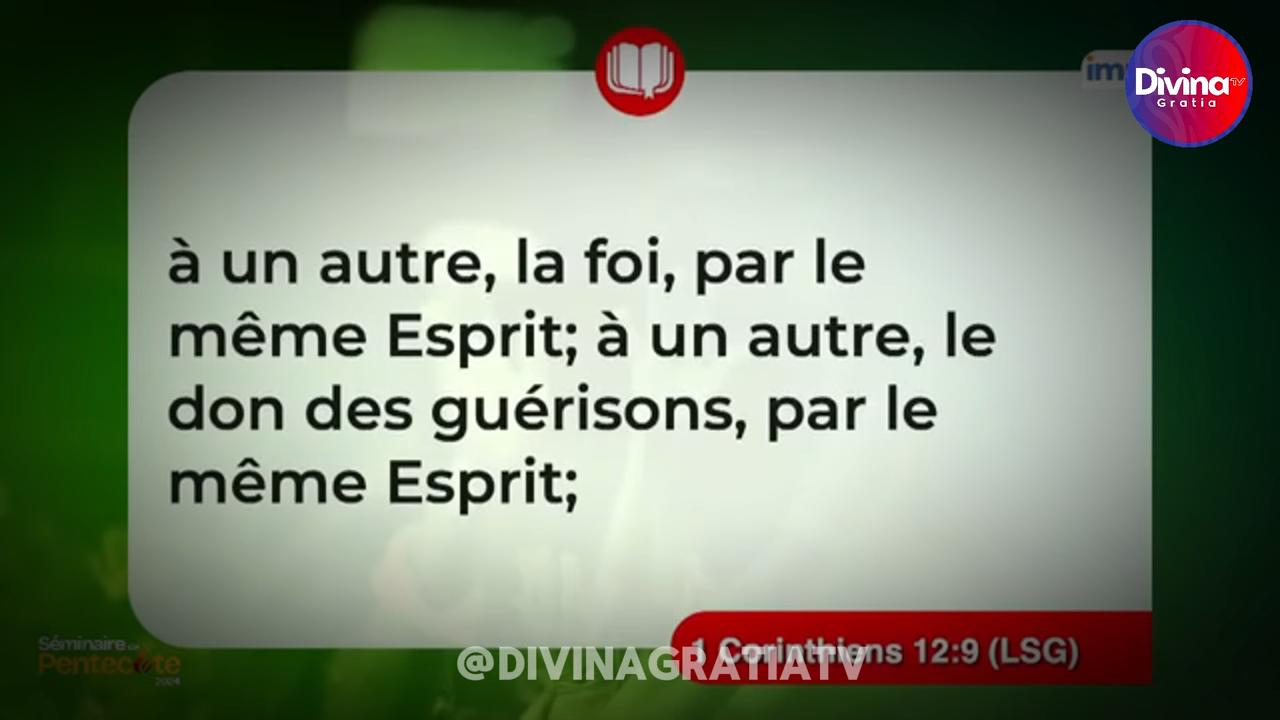 Divina TV
Gratia
à un autre, la foi, par le
même Esprit; à un autre, le
don des guérisons, par le
même Esprit;
1 Corinthiens 12:9 (LSG)
@DIVINAGRATIATV
Séminaire de
Pentecôte
2024